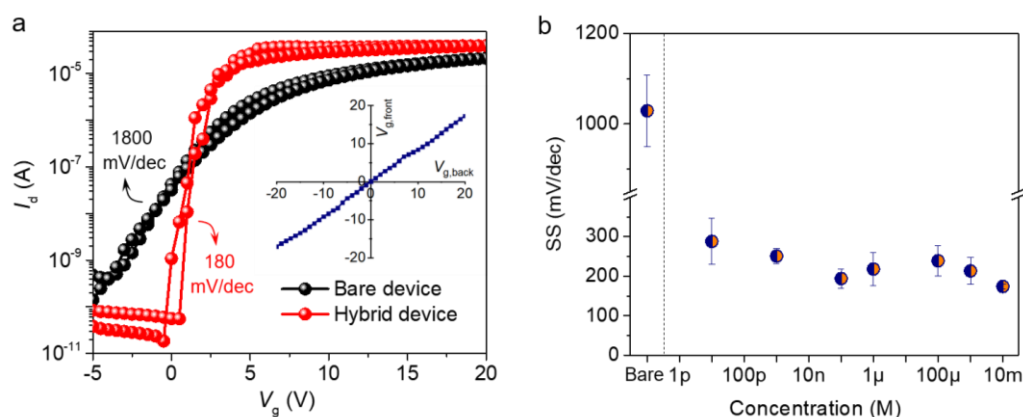 a
I_d (A)
10⁻⁵
10⁻⁷
10⁻⁹
10⁻¹¹
-5
0
5
10
15
20
V_g (V)
1800
mV/dec
180
mV/dec
20
10
-10
-20
V_g,front
V_g,back
-20
-10
0
10
20
Bare device
Hybrid device
b
SS (mV/dec)
1200
1000
300
200
100
0
Bare 1p 100p 10n 1μ 100μ 10m
Concentration (M)